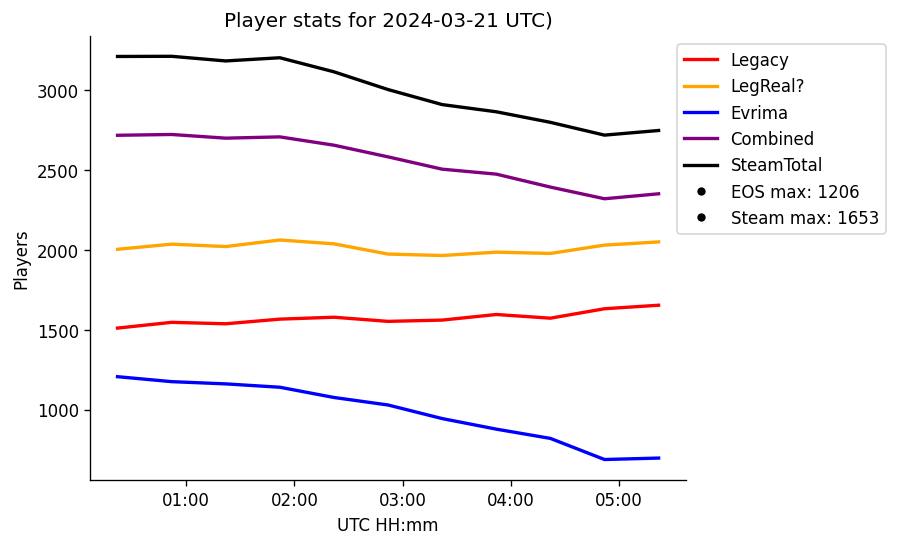 Player stats for 2024-03-21 UTC)
Legacy
LegReal?
Evrima
Combined
SteamTotal
EOS max: 1206
Steam max: 1653
Players
3000
2500
2000
1500
1000
01:00 02:00 03:00 04:00 05:00
UTC HH:mm